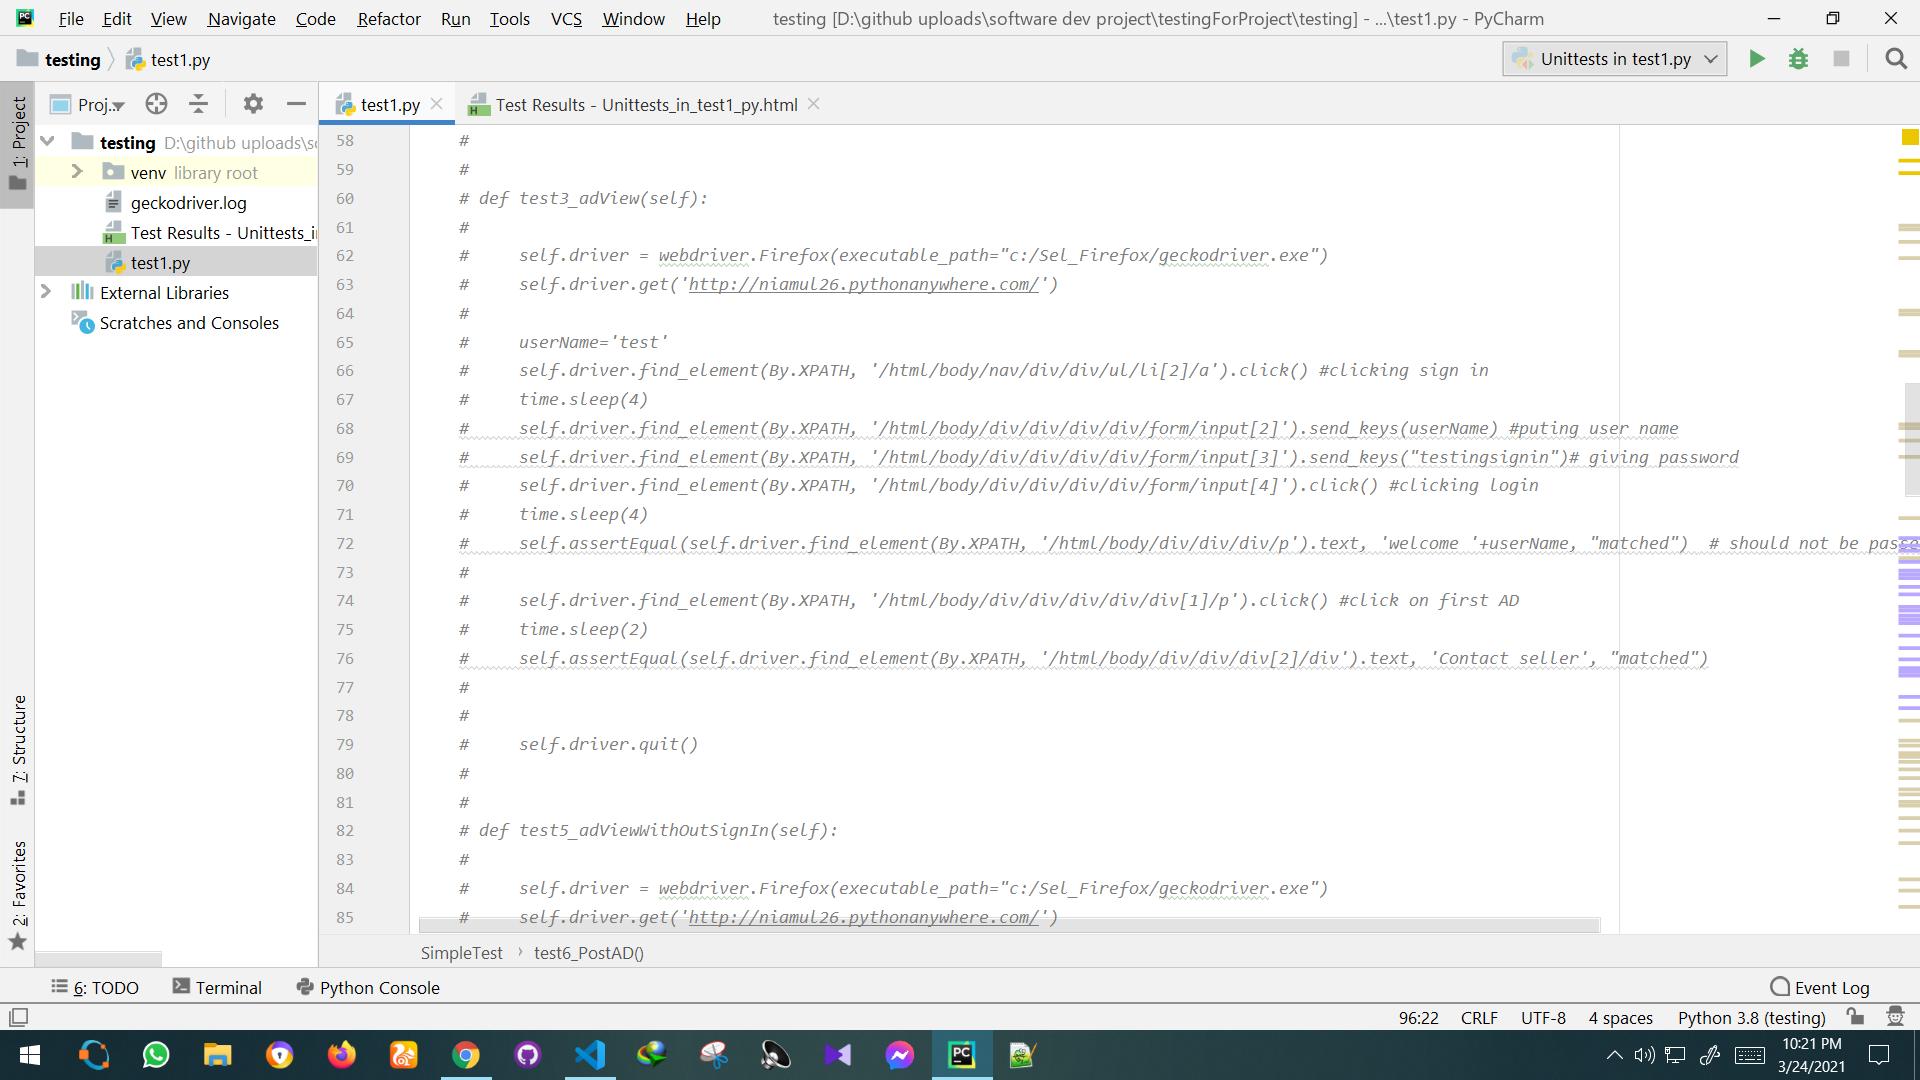 File Edit View Navigate Code Refactor Run Tools VCS Window Help testing [D:\github uploads\software dev project\testingForProject\testing] - ...\test1.py - PyCharm
testing test1.py Unittests in test1.py
1: Project
Proj..
test1.py
Test Results - Unittests_in_test1_py.html
testing D:\github uploads\
venv library root
geckodriver.log
Test Results - Unittests_
test1.py
External Libraries
Scratches and Consoles
7: Structure
2: Favorites
58 #
59 #
60 # def test3_adView(self):
61 #
62 #     self.driver = webdriver.Firefox(executable_path="c:/Sel_Firefox/geckodriver.exe")
63 #     self.driver.get('http://niamul26.pythonanywhere.com/')
64 #
65 #     userName='test'
66 #     self.driver.find_element(By.XPATH, '/html/body/nav/div/div/ul/li[2]/a').click() #clicking sign in
67 #     time.sleep(4)
68 #     self.driver.find_element(By.XPATH, '/html/body/div/div/div/div/form/input[2]').send_keys(userName) #puting user name
69 #     self.driver.find_element(By.XPATH, '/html/body/div/div/div/div/form/input[3]').send_keys("testingsignin")# giving password
70 #     self.driver.find_element(By.XPATH, '/html/body/div/div/div/div/form/input[4]').click() #clicking login
71 #     time.sleep(4)
72 #     self.assertEqual(self.driver.find_element(By.XPATH, '/html/body/div/div/div/p').text, 'welcome '+userName, "matched")  # should not be passe
73 #
74 #     self.driver.find_element(By.XPATH, '/html/body/div/div/div/div/div[1]/p').click() #click on first AD
75 #     time.sleep(2)
76 #     self.assertEqual(self.driver.find_element(By.XPATH, '/html/body/div/div/div[2]/div').text, 'Contact seller', "matched")
77 #
78 #
79 #     self.driver.quit()
80 #
81 #
82 # def test5_adViewWithOutSignIn(self):
83 #
84 #     self.driver = webdriver.Firefox(executable_path="c:/Sel_Firefox/geckodriver.exe")
85 #     self.driver.get('http://niamul26.pythonanywhere.com/')
SimpleTest › test6_PostAD()
6: TODO Terminal Python Console Event Log
96:22 CRLF UTF-8 4 spaces Python 3.8 (testing)
10:21 PM
3/24/2021